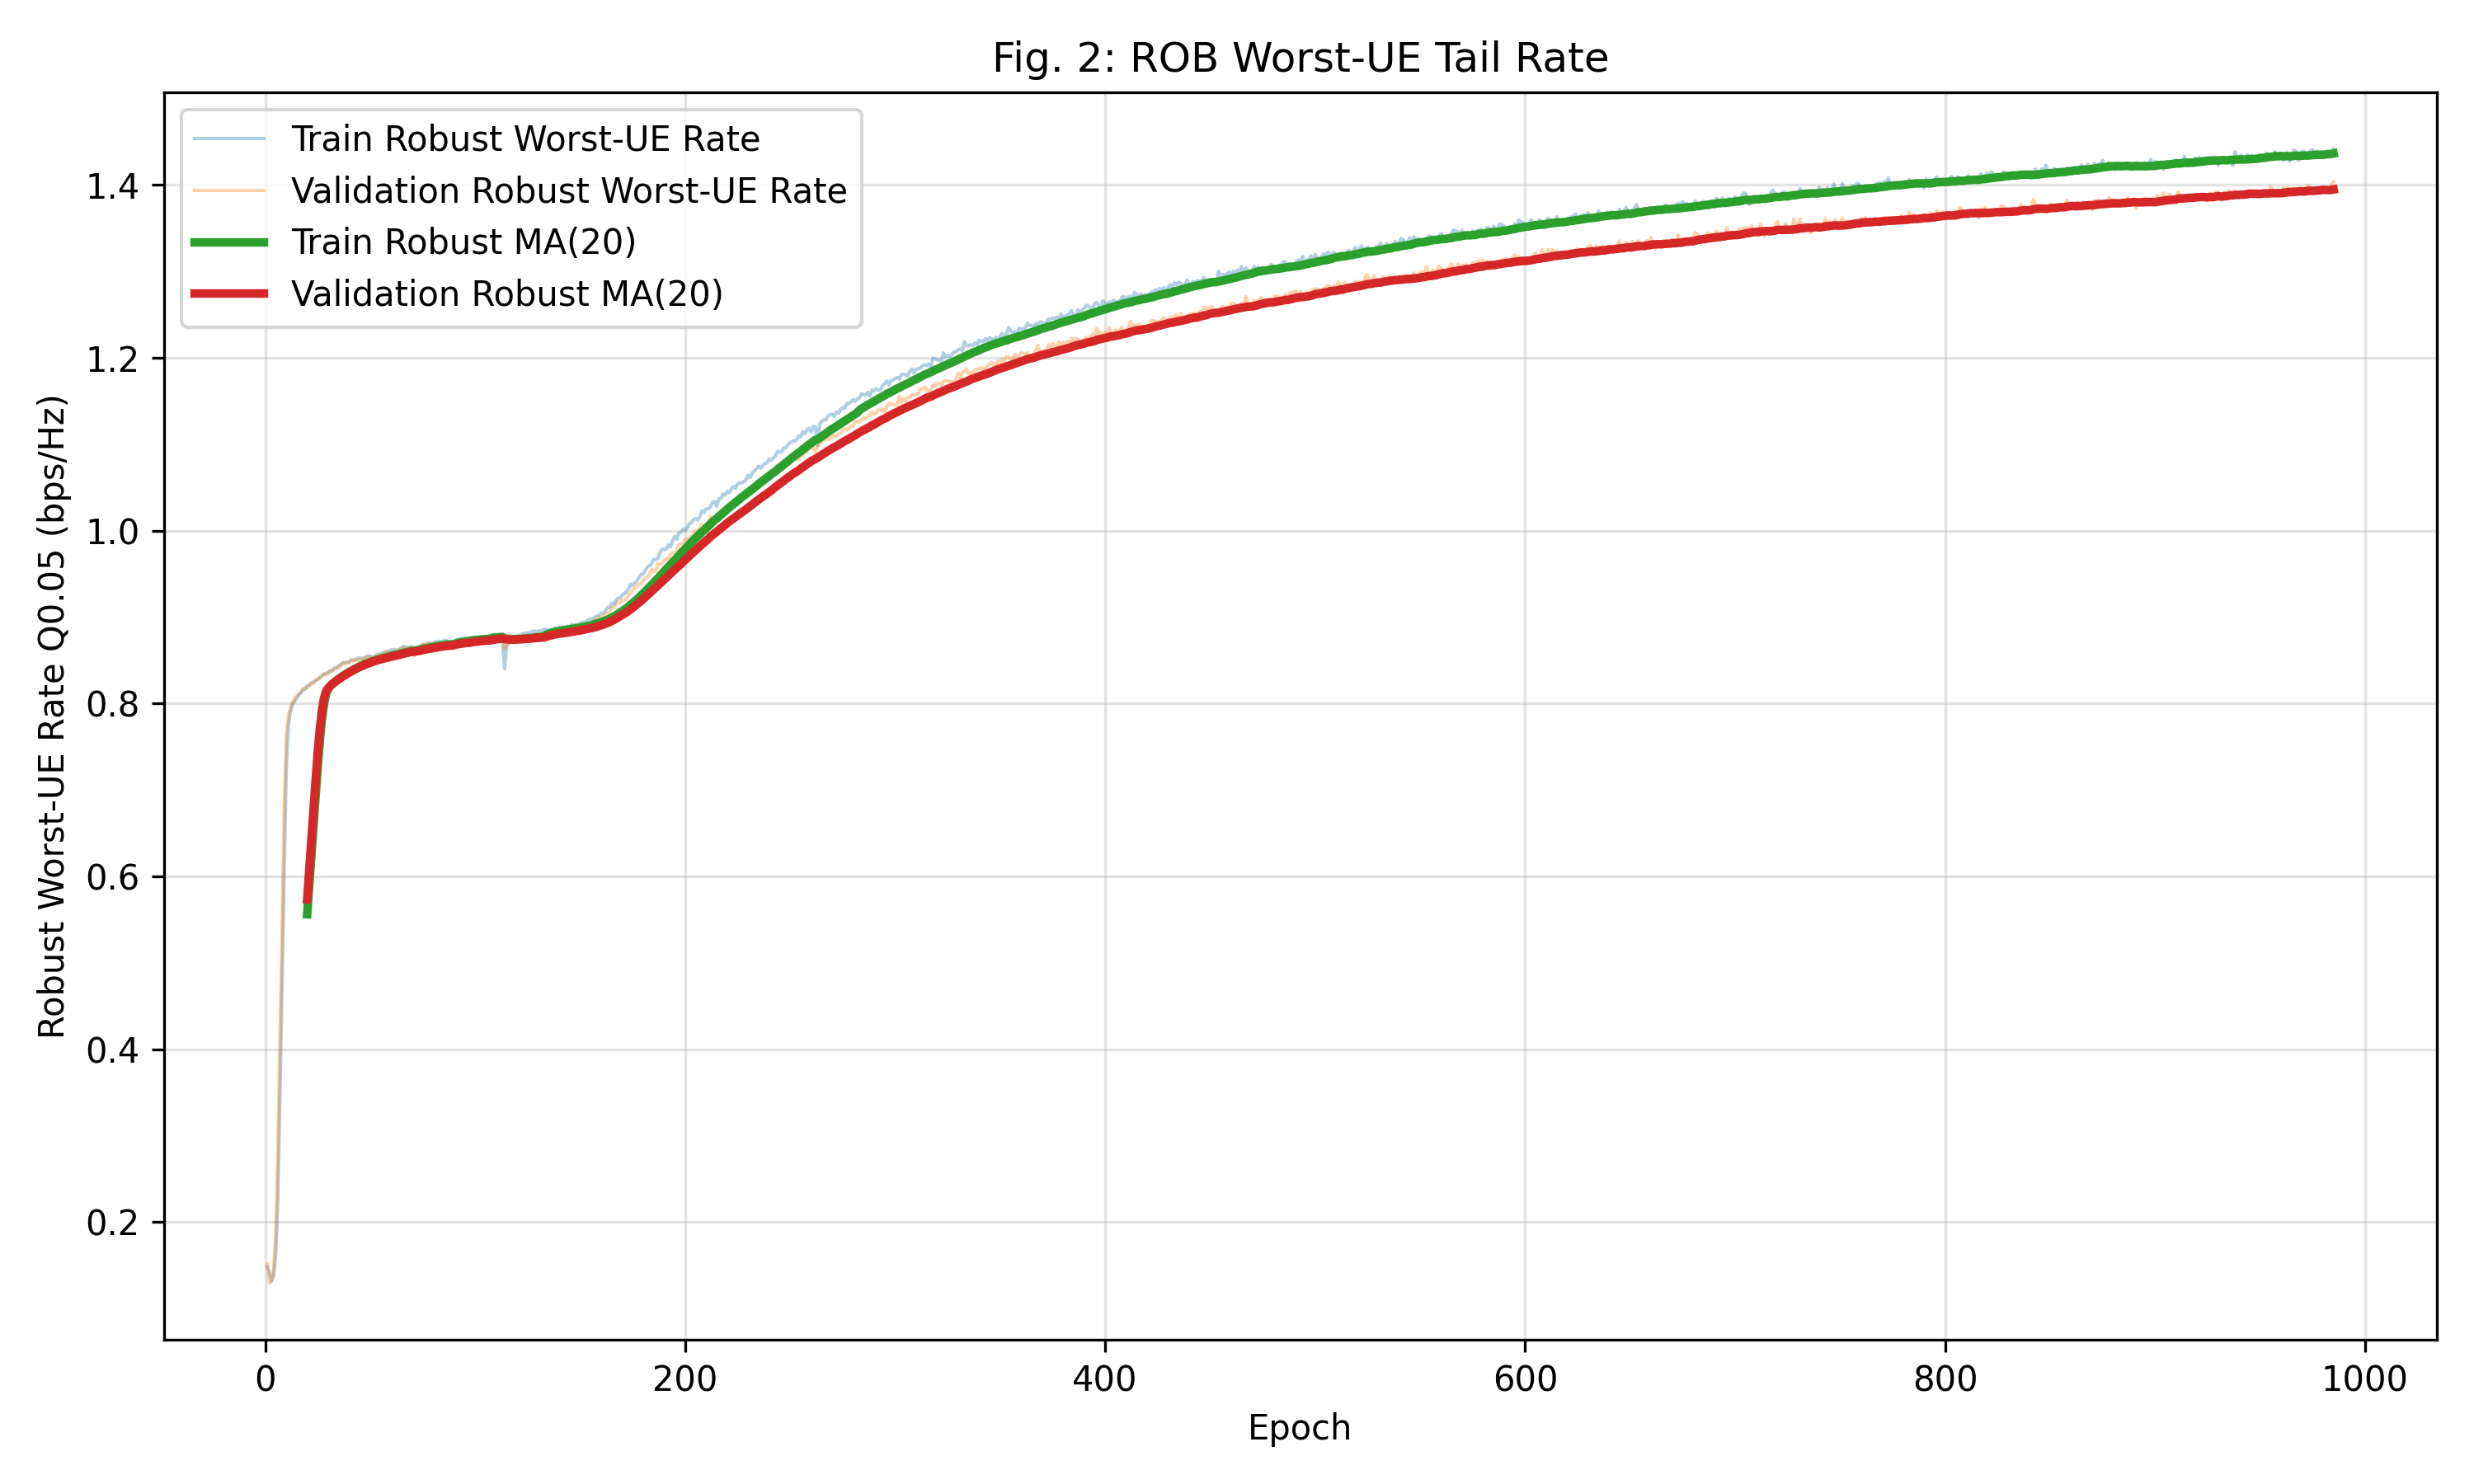 Fig. 2: ROB Worst-UE Tail Rate
Train Robust Worst-UE Rate
Validation Robust Worst-UE Rate
Train Robust MA(20)
Validation Robust MA(20)
Robust Worst-UE Rate Q0.05 (bps/Hz)
1.4
1.2
1.0
0.8
0.6
0.4
0.2
0 200 400 600 800 1000
Epoch